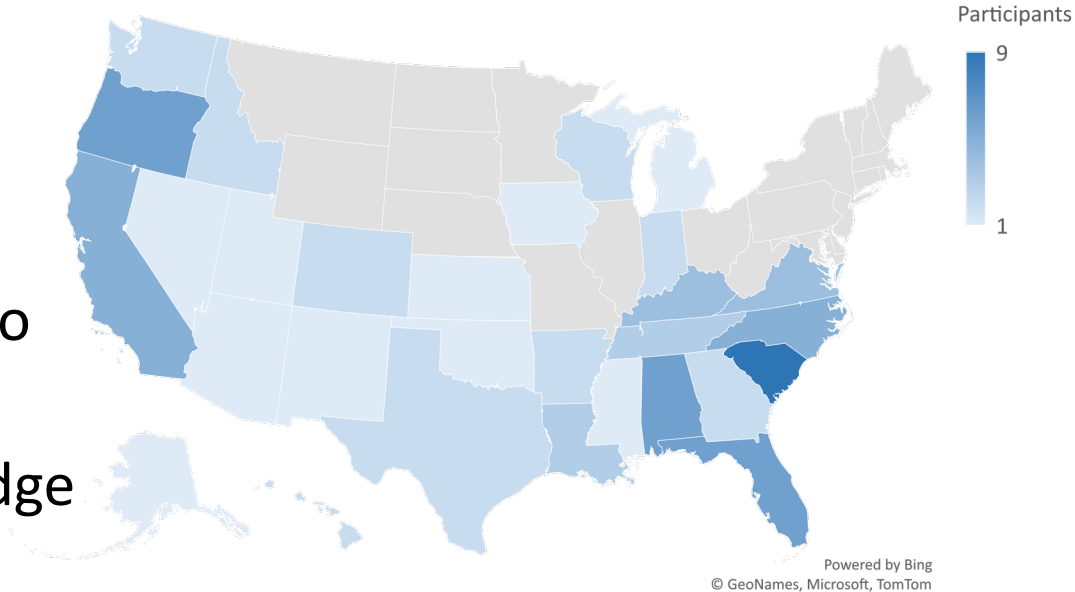 Participants
9
1
o
dge
Powered by Bing
© GeoNames, Microsoft, TomTom